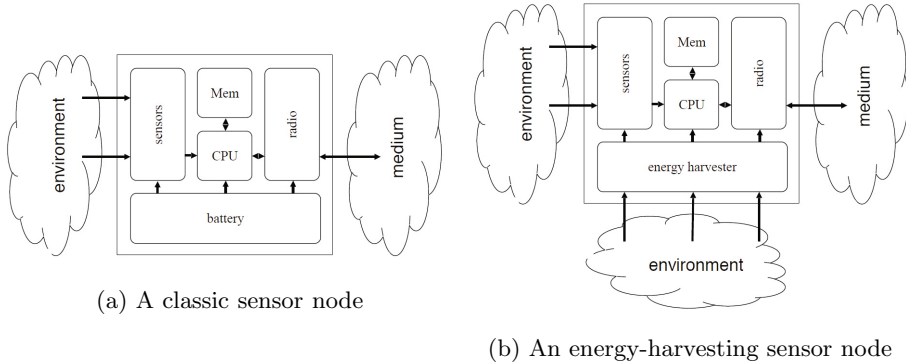 environment
sensors
Mem
CPU
radio
battery
medium
(a) A classic sensor node
environment
sensors
Mem
CPU
radio
energy harvester
medium
environment
(b) An energy-harvesting sensor node